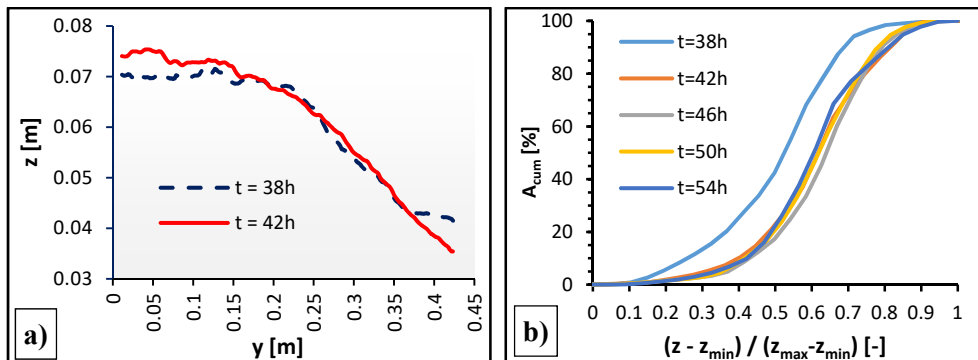 0.08
0.07
0.06
0.05
0.04
0.03
z [m]
t = 38h
t = 42h
0
0.05
0.1
0.15
0.2
0.25
0.3
0.35
0.4
0.45
y [m]
a)
100
80
60
40
20
0
A_cum [%]
t=38h
t=42h
t=46h
t=50h
t=54h
0 0.1 0.2 0.3 0.4 0.5 0.6 0.7 0.8 0.9 1
(z - z_min) / (z_max-z_min) [-]
b)